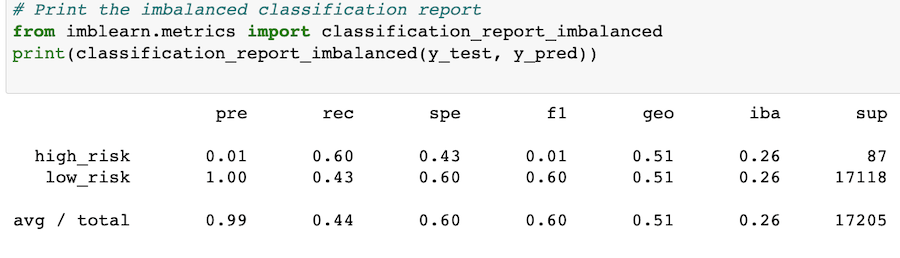 # Print the imbalanced classification report
from imblearn.metrics import classification_report_imbalanced
print(classification_report_imbalanced(y_test, y_pred))
pre rec spe f1 geo iba sup
high_risk 0.01 0.60 0.43 0.01 0.51 0.26 87
low_risk 1.00 0.43 0.60 0.60 0.51 0.26 17118
avg / total 0.99 0.44 0.60 0.60 0.51 0.26 17205